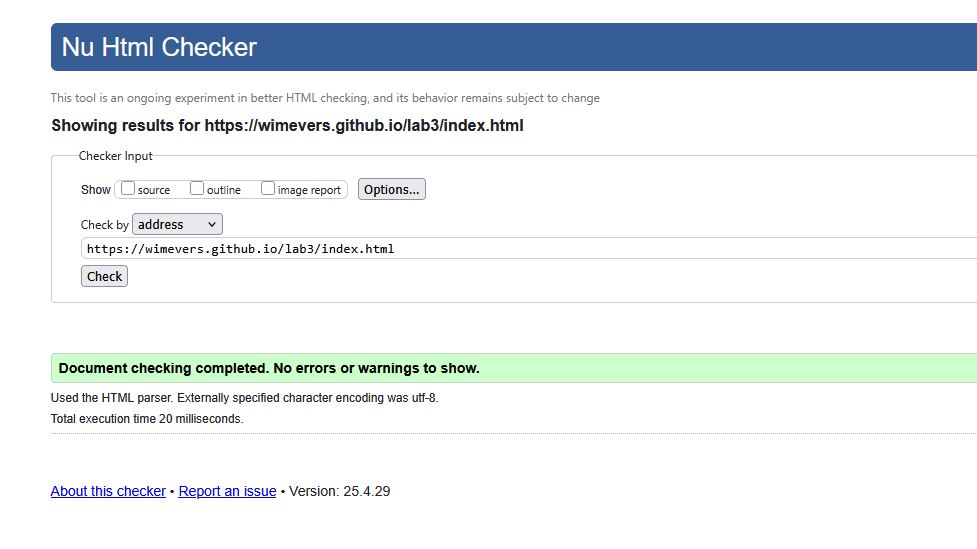 Nu Html Checker
This tool is an ongoing experiment in better HTML checking, and its behavior remains subject to change
Showing results for https://wimevers.github.io/lab3/index.html
Checker Input
Show source outline image report Options...
Check by address
https://wimevers.github.io/lab3/index.html
Check
Document checking completed. No errors or warnings to show.
Used the HTML parser. Externally specified character encoding was utf-8.
Total execution time 20 milliseconds.
About this checker • Report an issue • Version: 25.4.29